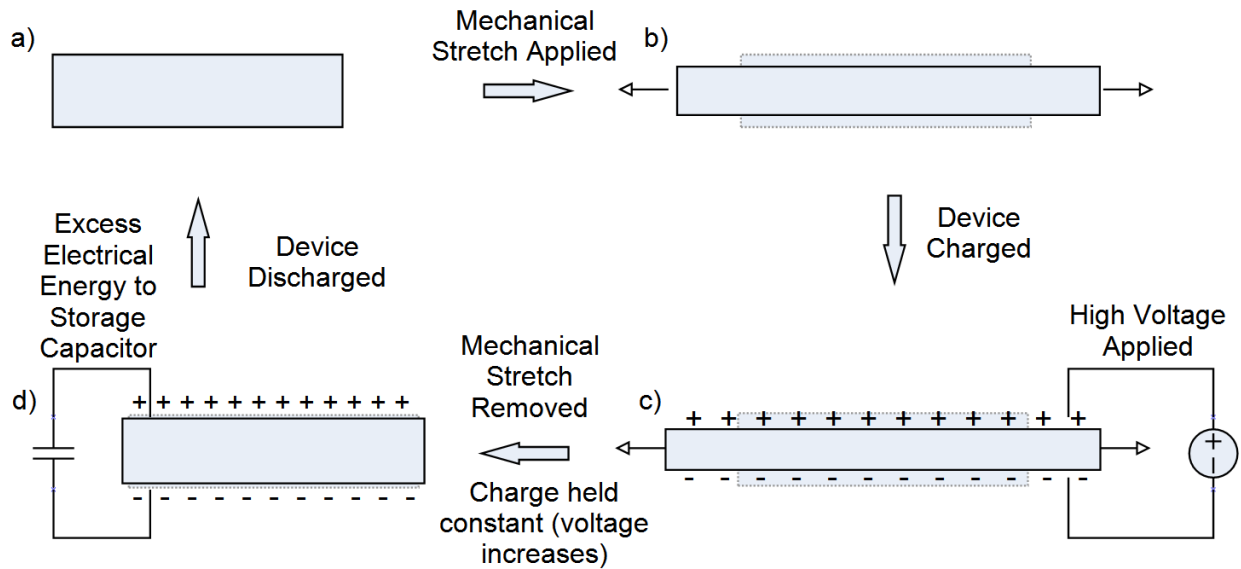 a)
Mechanical
Stretch Applied
b)
Excess
Electrical
Energy to
Storage
Capacitor
Device
Discharged
Device
Charged
High Voltage
Applied
d)
+ + + + + + + + + + + +
- - - - - - - - - - - -
Mechanical
Stretch
Removed
Charge held
constant (voltage
increases)
c)
+ + + + + + + + + + + +
- - - - - - - - - - - -
+